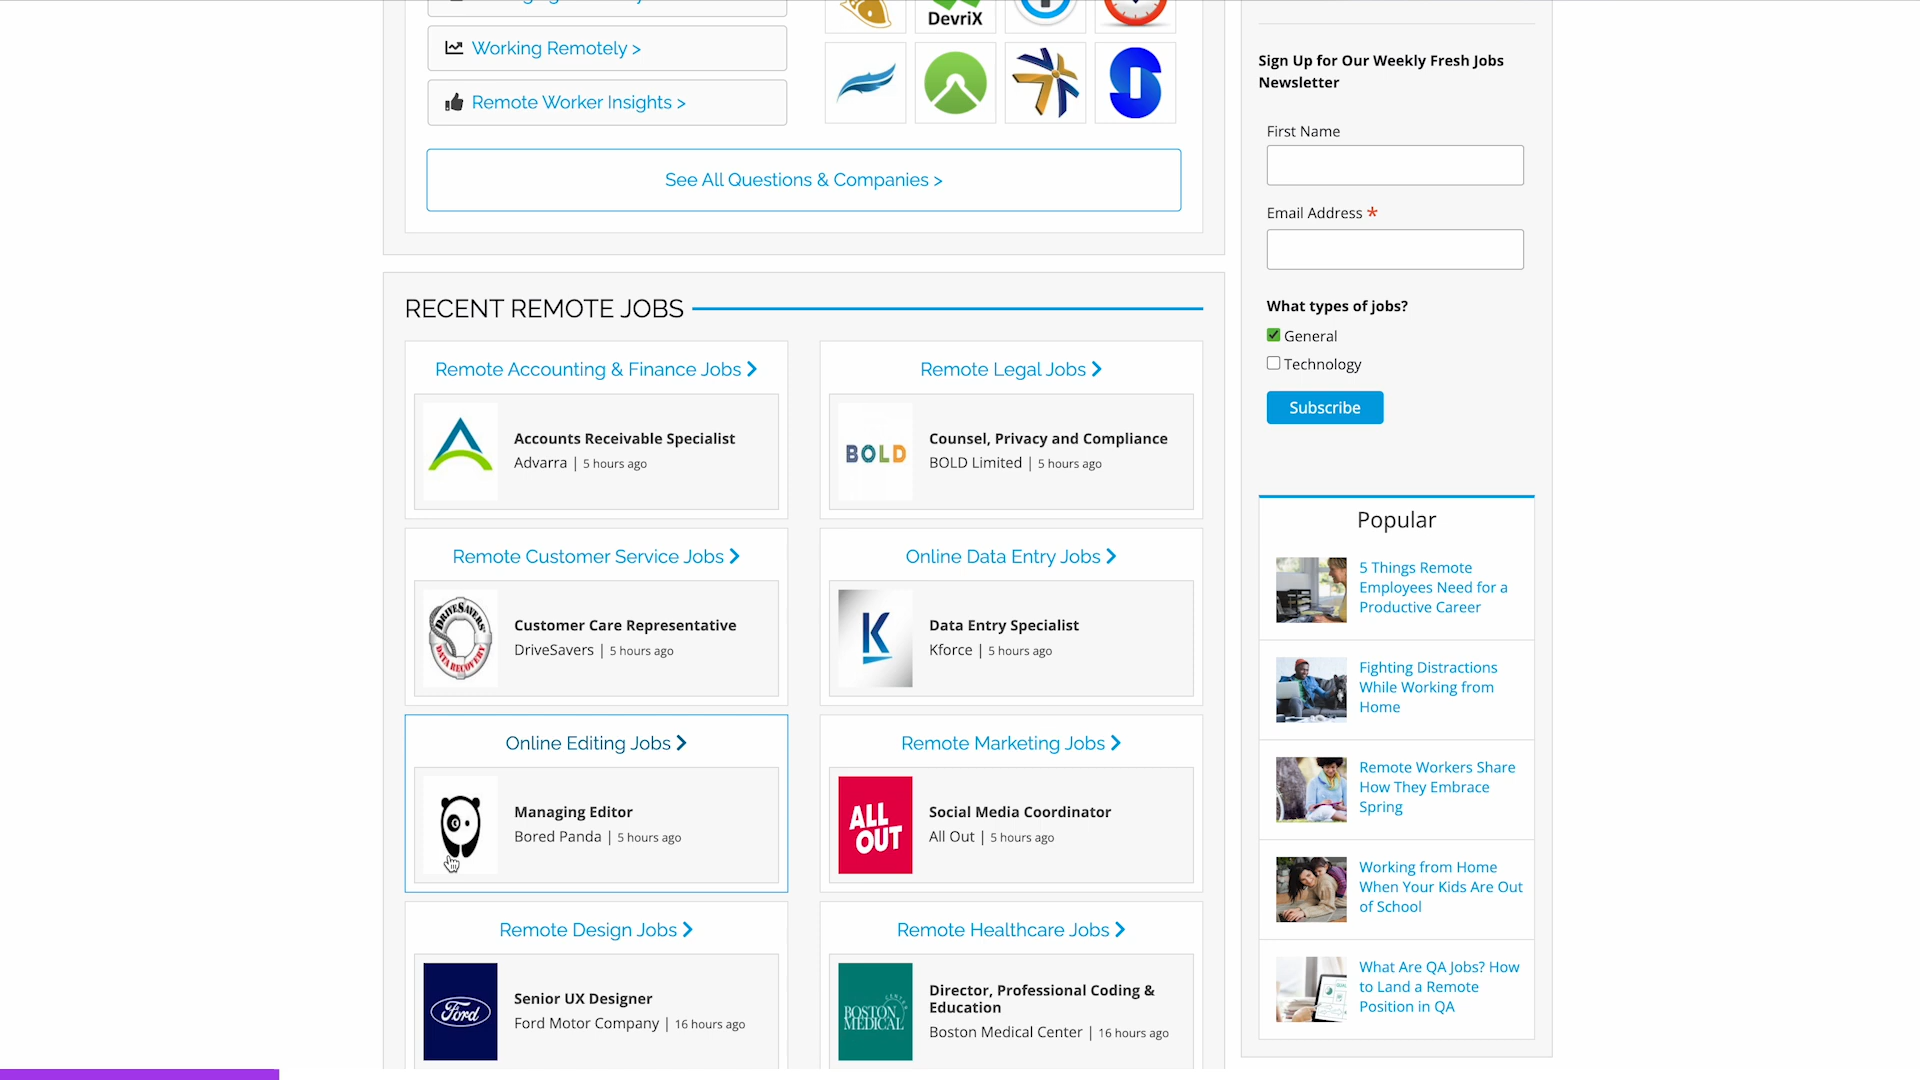 DevriX
Working Remotely >
Remote Worker Insights >
See All Questions & Companies >
RECENT REMOTE JOBS
Remote Accounting & Finance Jobs
Accounts Receivable Specialist
Advarra | 5 hours ago
Remote Legal Jobs
BOLD
Counsel, Privacy and Compliance
BOLD Limited | 5 hours ago
Remote Customer Service Jobs
DRIVESAVERS
DATA RECOVERY
Customer Care Representative
DriveSavers | 5 hours ago
Online Data Entry Jobs
K
Data Entry Specialist
Kforce | 5 hours ago
Online Editing Jobs
Managing Editor
Bored Panda | 5 hours ago
Remote Marketing Jobs
ALL
OUT
Social Media Coordinator
All Out | 5 hours ago
Remote Design Jobs
Ford
Senior UX Designer
Ford Motor Company | 16 hours ago
Remote Healthcare Jobs
BOSTON
MEDICAL
CENTER
Director, Professional Coding &
Education
Boston Medical Center | 16 hours ago
Sign Up for Our Weekly Fresh Jobs
Newsletter
First Name
Email Address *
What types of jobs?
General
Technology
Subscribe
Popular
5 Things Remote
Employees Need for a
Productive Career
Fighting Distractions
While Working from
Home
Remote Workers Share
How They Embrace
Spring
Working from Home
When Your Kids Are Out
of School
What Are QA Jobs? How
to Land a Remote
Position in QA